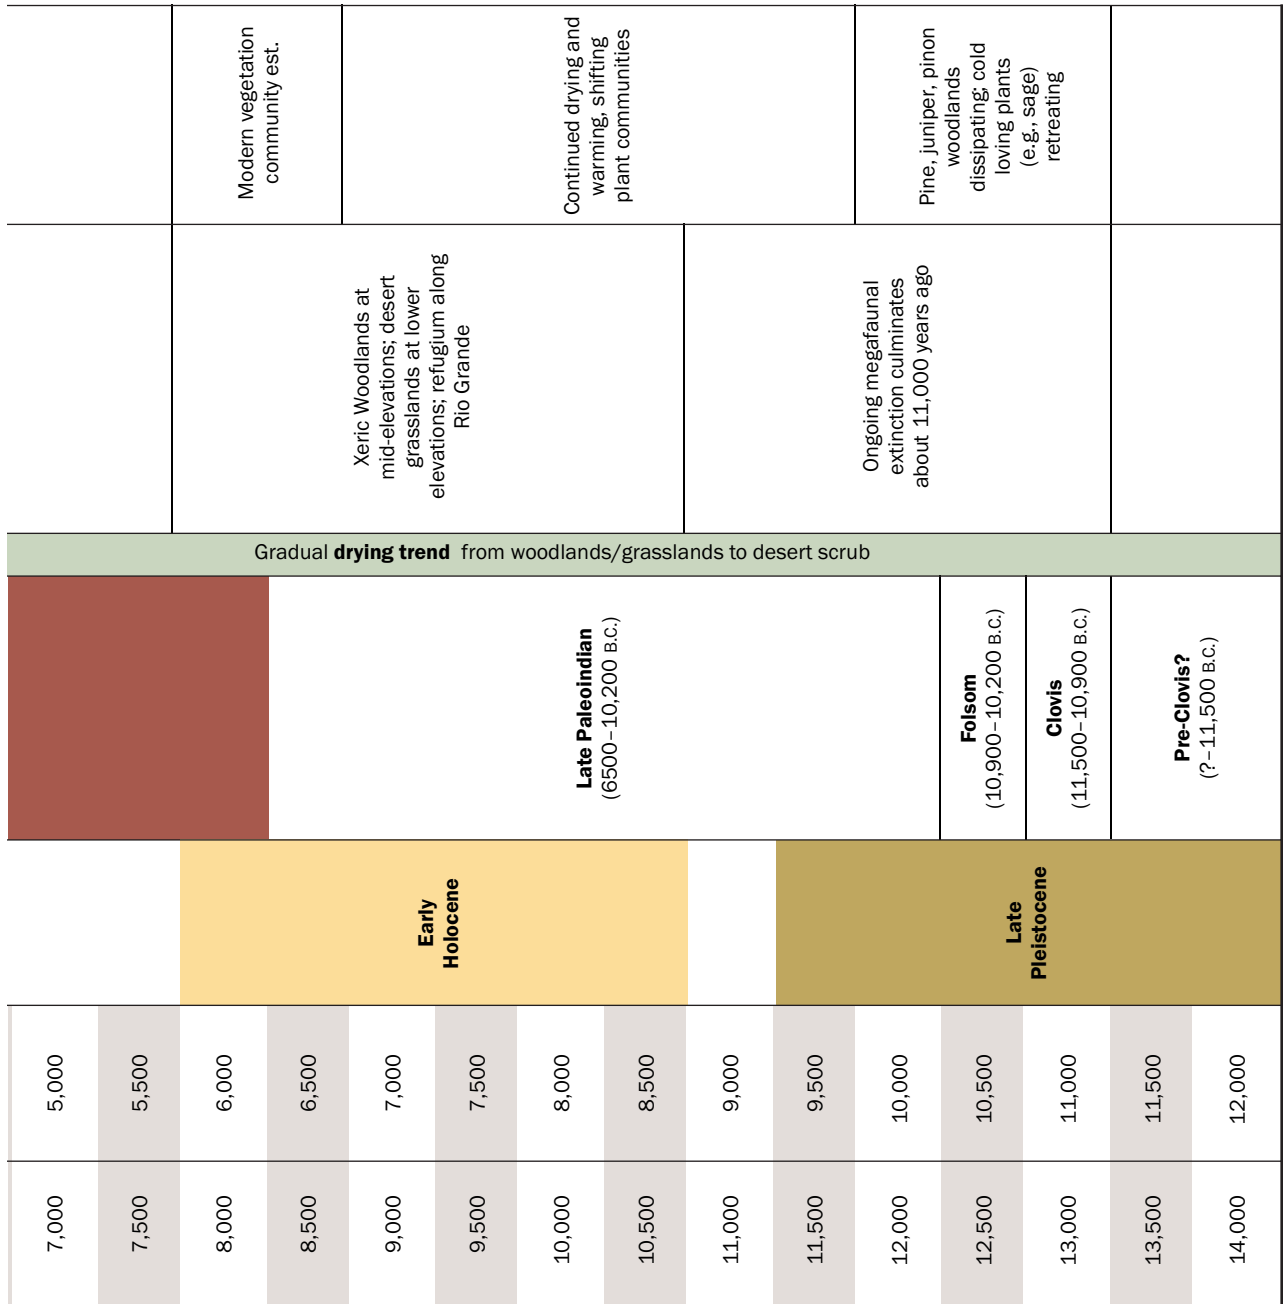 Modern vegetation
community est.
Continued drying and
warming, shifting
plant communities
Pine, juniper, pinon
woodlands
dissipating; cold
loving plants
(e.g., sage)
retreating
Xeric Woodlands at
mid-elevations; desert
grasslands at lower
elevations; refugium along
Rio Grande
Ongoing megafaunal
extinction culminates
about 11,000 years ago
Gradual drying trend from woodlands/grasslands to desert scrub
Late Paleoindian
(6500–10,200 B.C.)
Folsom
(10,900–10,200 B.C.)
Clovis
(11,500–10,900 B.C.)
Pre-Clovis?
(?–11,500 B.C.)
Early
Holocene
Late
Pleistocene
5,000
5,500
6,000
6,500
7,000
7,500
8,000
8,500
9,000
9,500
10,000
10,500
11,000
11,500
12,000
7,000
7,500
8,000
8,500
9,000
9,500
10,000
10,500
11,000
11,500
12,000
12,500
13,000
13,500
14,000